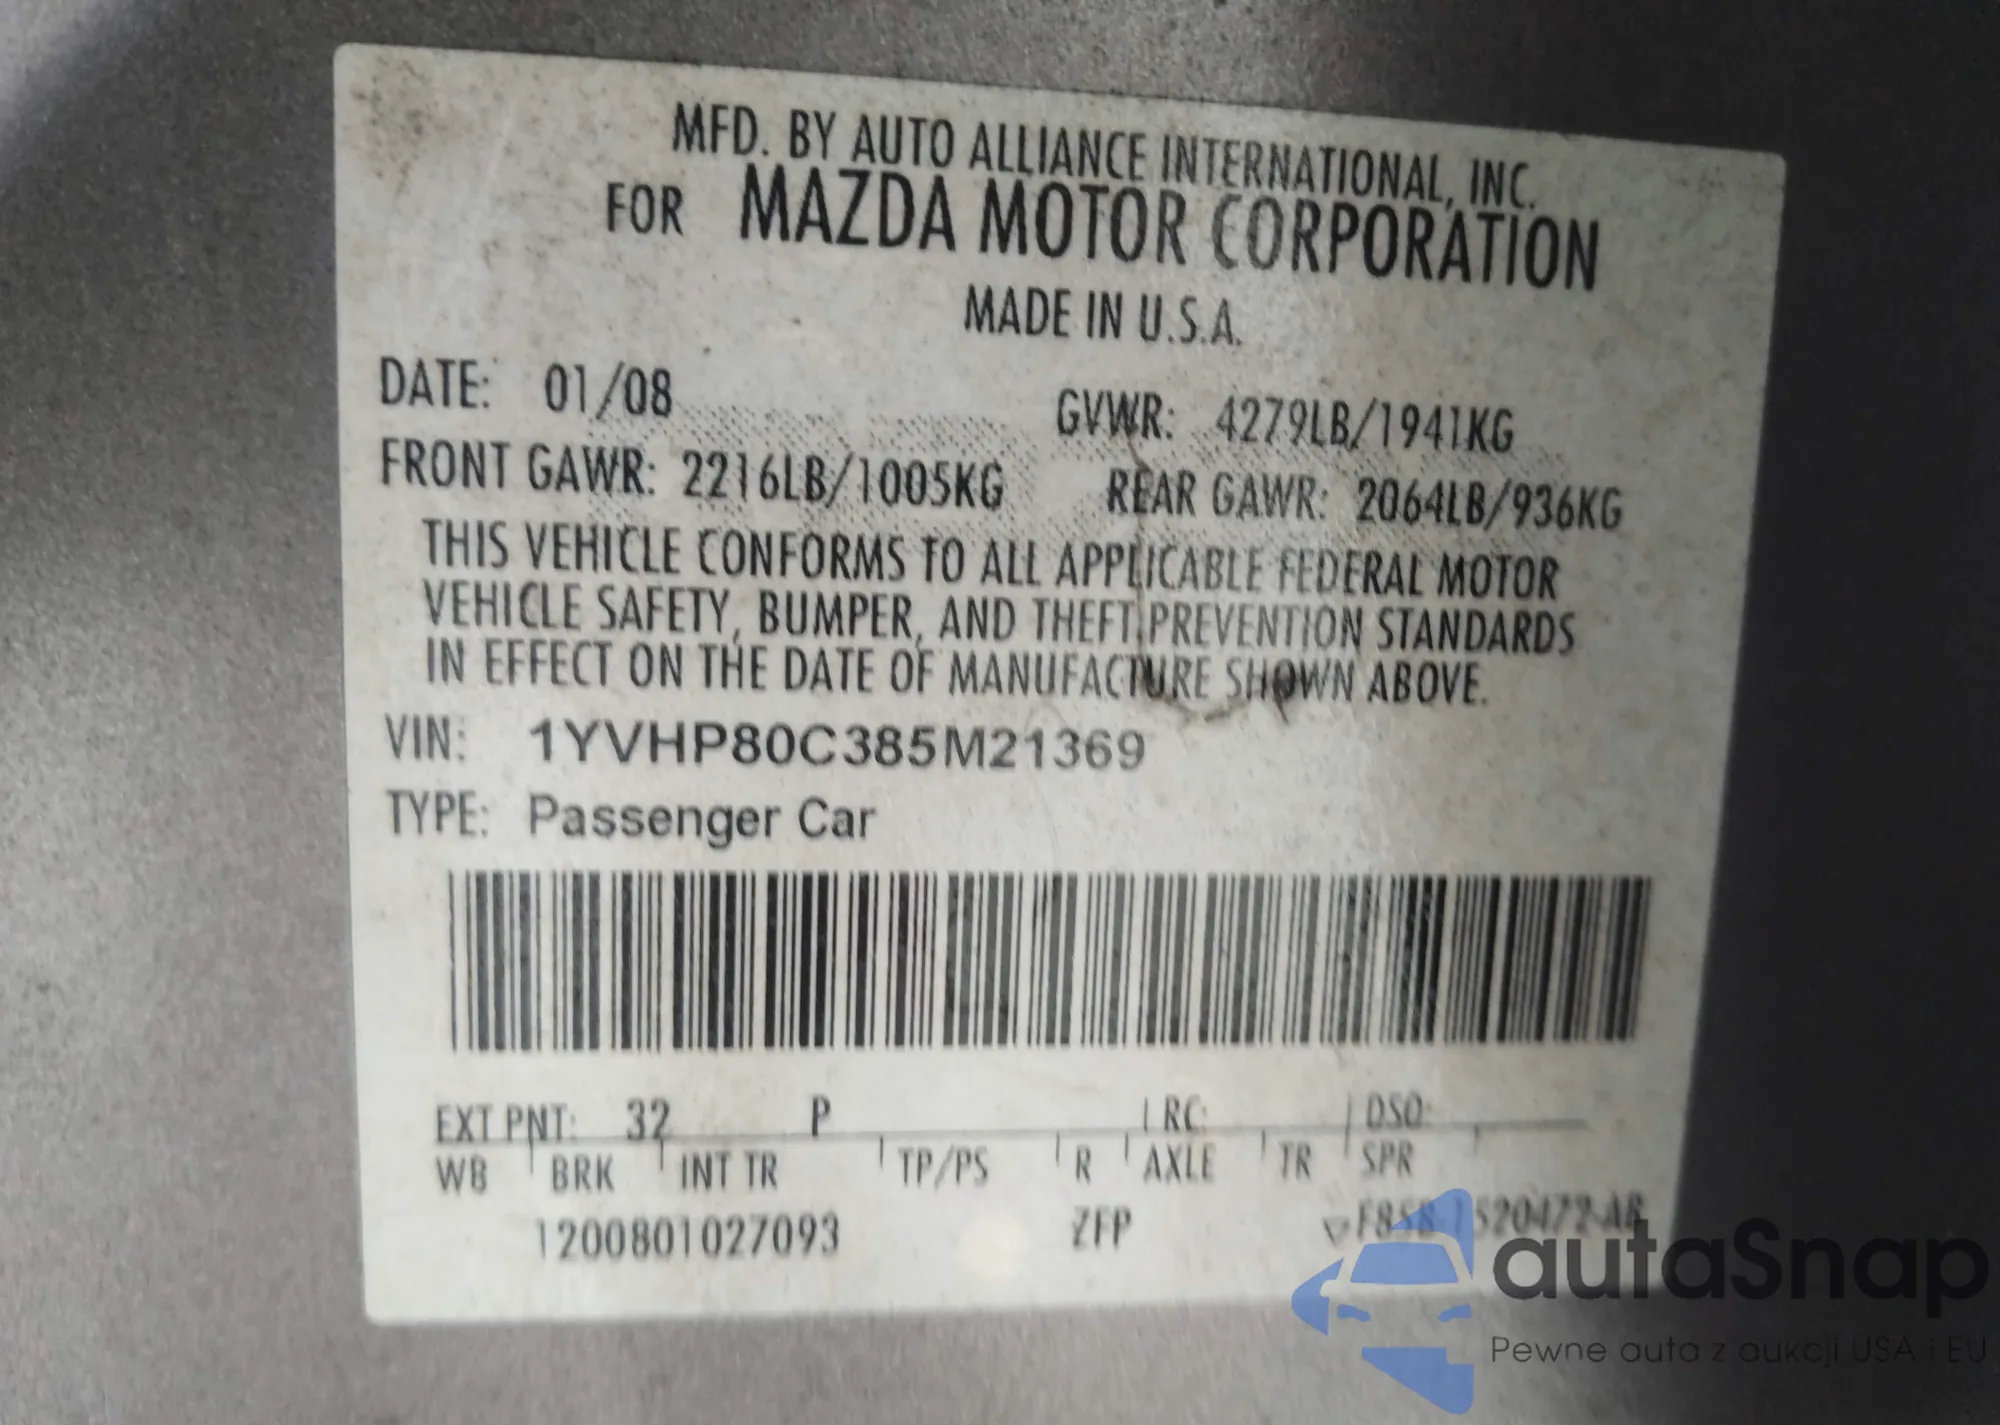 MFD. BY AUTO ALLIANCE INTERNATIONAL, INC.
FOR MAZDA MOTOR CORPORATION
MADE IN U.S.A.
DATE: 01/08
GVWR: 4279LB/1941KG
FRONT GAWR: 2216LB/1005KG
REAR GAWR: 2064LB/936KG
THIS VEHICLE CONFORMS TO ALL APPLICABLE FEDERAL MOTOR
VEHICLE SAFETY, BUMPER, AND THEFT PREVENTION STANDARDS
IN EFFECT ON THE DATE OF MANUFACTURE SHOWN ABOVE.
VIN: 1YVHP80C385M21369
TYPE: Passenger Car
EXT PNT: 32 P RC: DSO:
WB BRK INT TR TP/PS R AXLE TR SPR
1200801027093 ZFP
autaSnap
Pewne auta z aukcji USA i EU